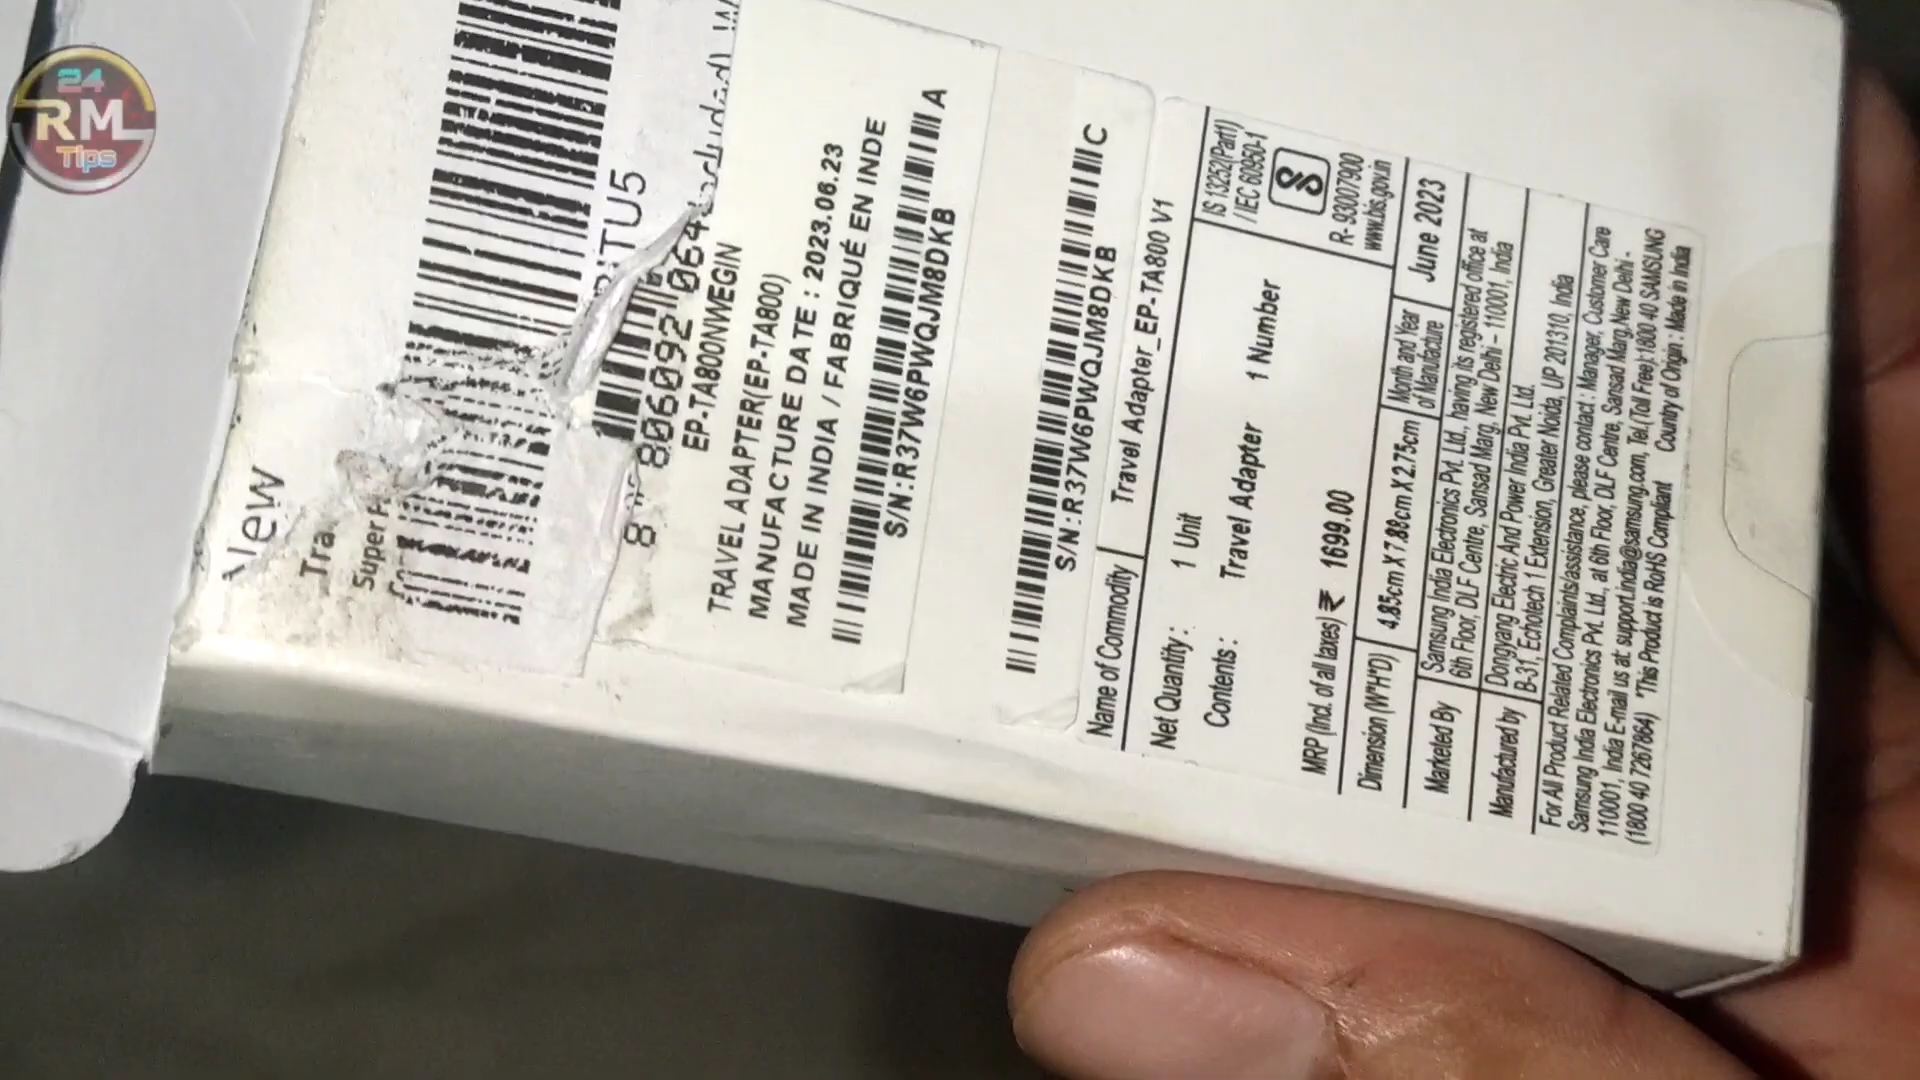 24
RM
Tips
New
Tra
Super F
BITU5
EP-TA800NWEGIN
TRAVEL ADAPTER(EP-TA800)
MANUFACTURE DATE : 2023.06.23
MADE IN INDIA / FABRIQUÉ EN INDE
A
S/N:R37W6PWQJM8DKB
C
S/N:R37W6PWQJM8DKB
Name of Commodity Travel Adapter_EP-TA800 V1
Net Quantity : 1 Unit
Contents : Travel Adapter 1 Number
IS 13252(Part1)
/ IEC 60950-1
R- 93007900
www.bis.gov.in
MRP (Incl. of all taxes) ₹ 1699.00
Dimension (W*H*D) 4.85cm X 7.88cm X 2.75cm Month and Year of Manufacture June 2023
Marketed By Samsung India Electronics Pvt. Ltd., having its registered office at
6th Floor, DLF Centre, Sansad Marg, New Delhi – 110001, India
Manufactured by Dongyang Electric And Power India Pvt. Ltd.
B-31, Echotech 1 Extension, Greater Noida, UP 201310, India
For All Product Related Complaints/assistance, please contact : Manager, Customer Care
Samsung India Electronics Pvt. Ltd., at 6th Floor, DLF Centre, Sansad Marg,New Delhi -
110001, India E-mail us at: support.india@samsung.com, Tel.( Toll Free):1800 40 SAMSUNG
(1800 40 7267864) "This Product is RoHS Compliant Country of Origin : Made in India